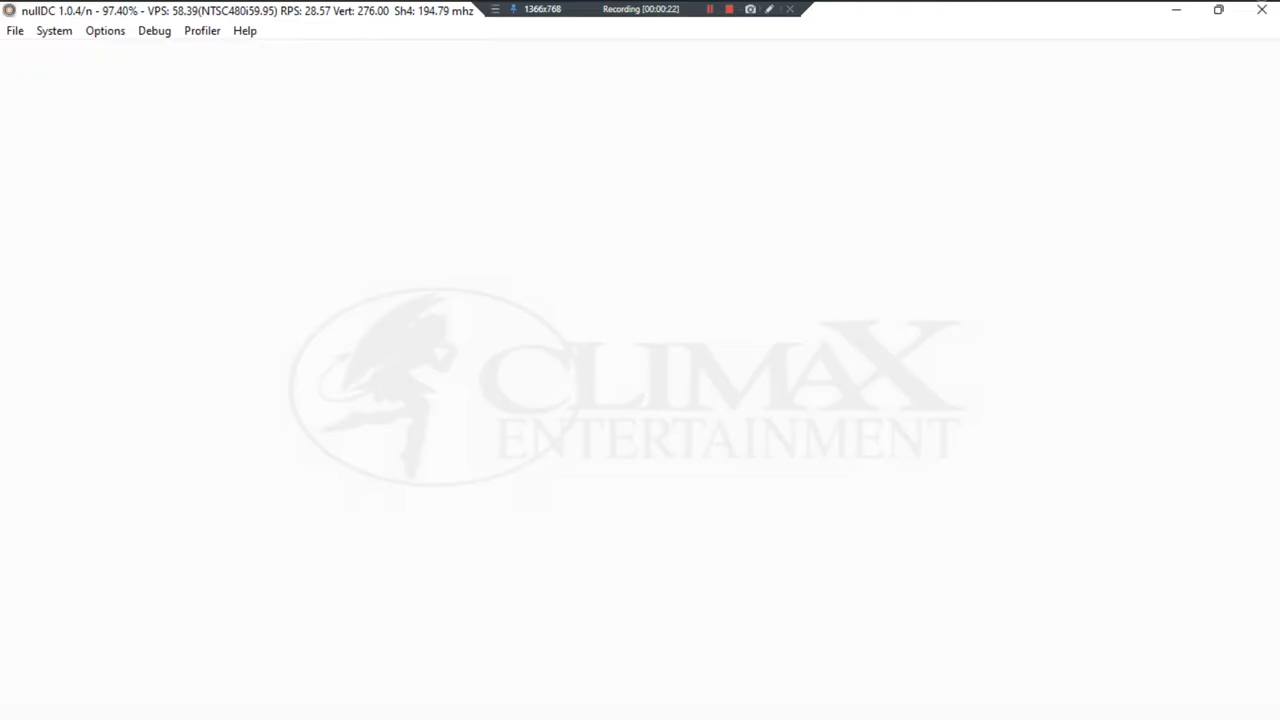 nullDC 1.0.4/n - 97.40% - VPS: 58.39(NTSC480i59.95) RPS: 28.57 Vert: 276.00 Sh4: 194.79 mhz
1366x768 Recording [00:00:22]
File System Options Debug Profiler Help
CLIMAX
ENTERTAINMENT